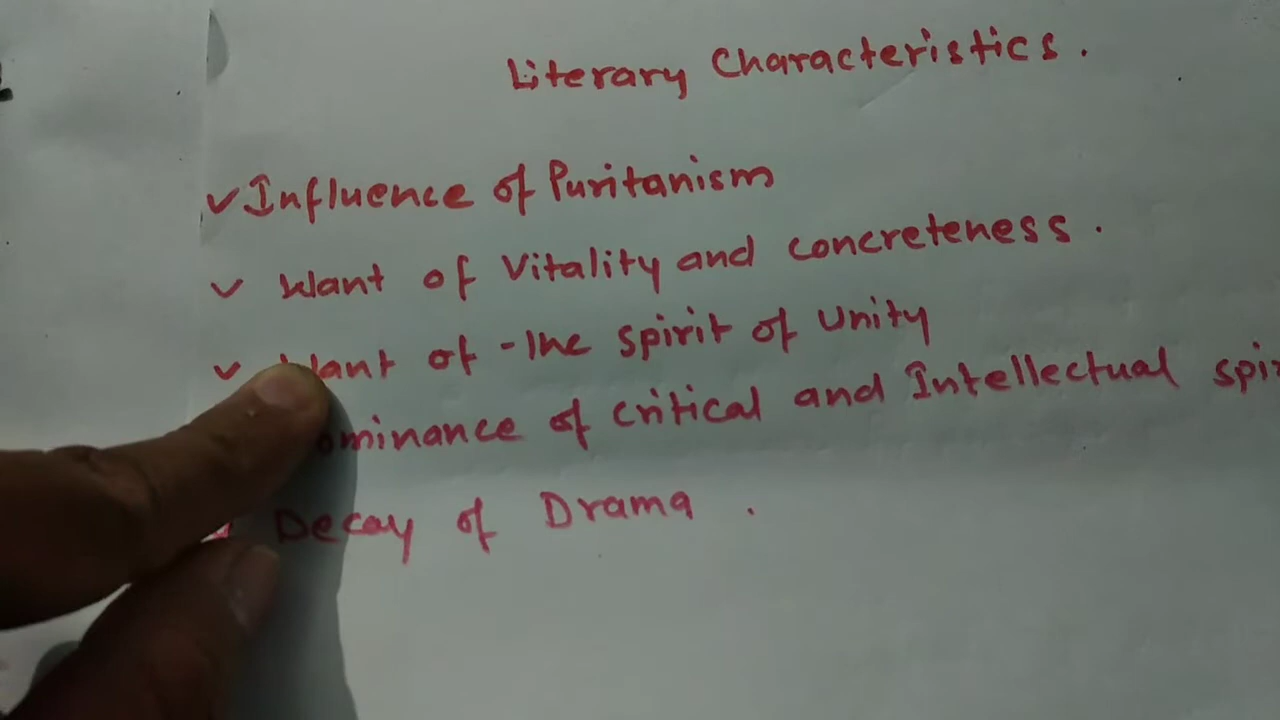 Literary Characteristics.
✓ Influence of Puritanism
✓ Want of Vitality and concreteness.
✓ Want of the spirit of Unity
of critical and Intellectual
Decay of Drama.